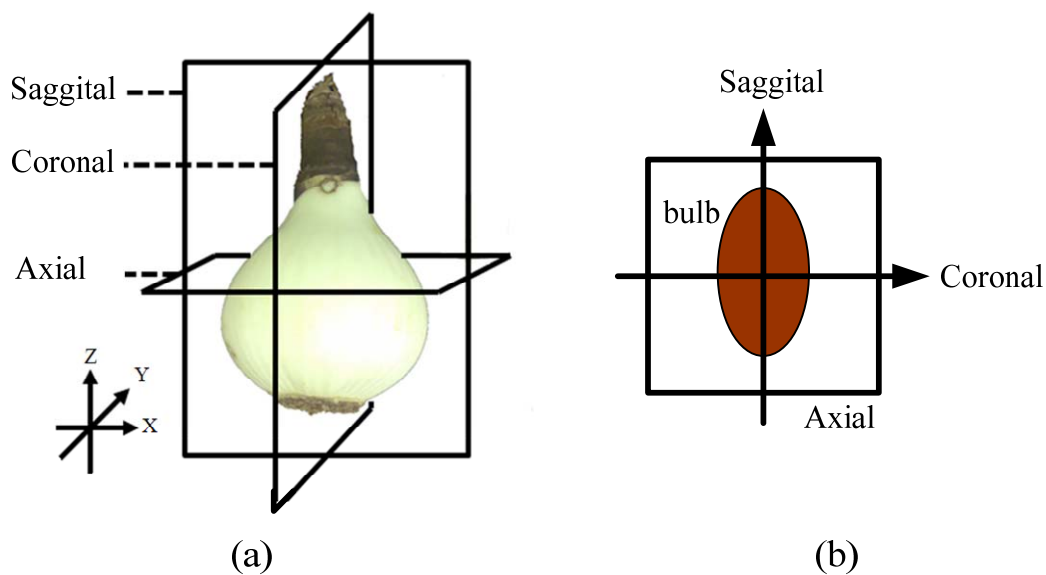 Saggital
Coronal
Axial
Z
Y
X
(a)
Saggital
bulb
Coronal
Axial
(b)